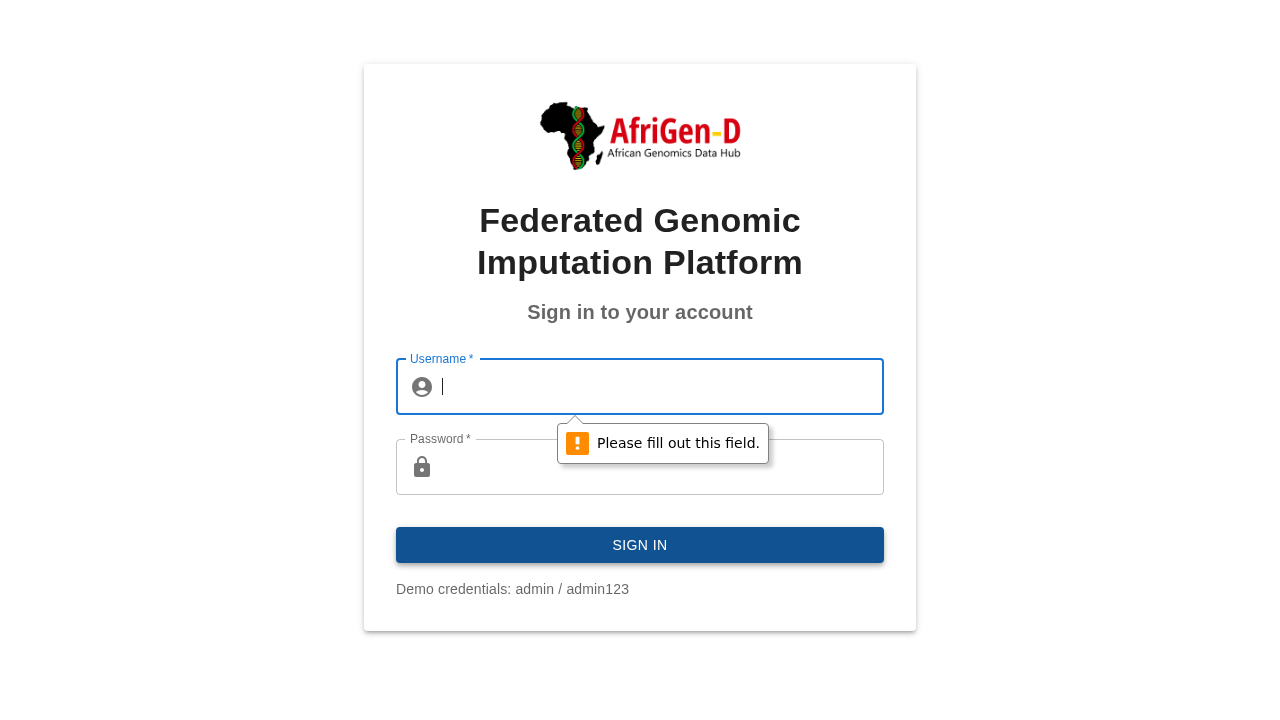 AfriGen-D
African Genomics Data Hub
Federated Genomic
Imputation Platform
Sign in to your account
Username *
Please fill out this field.
Password *
SIGN IN
Demo credentials: admin / admin123